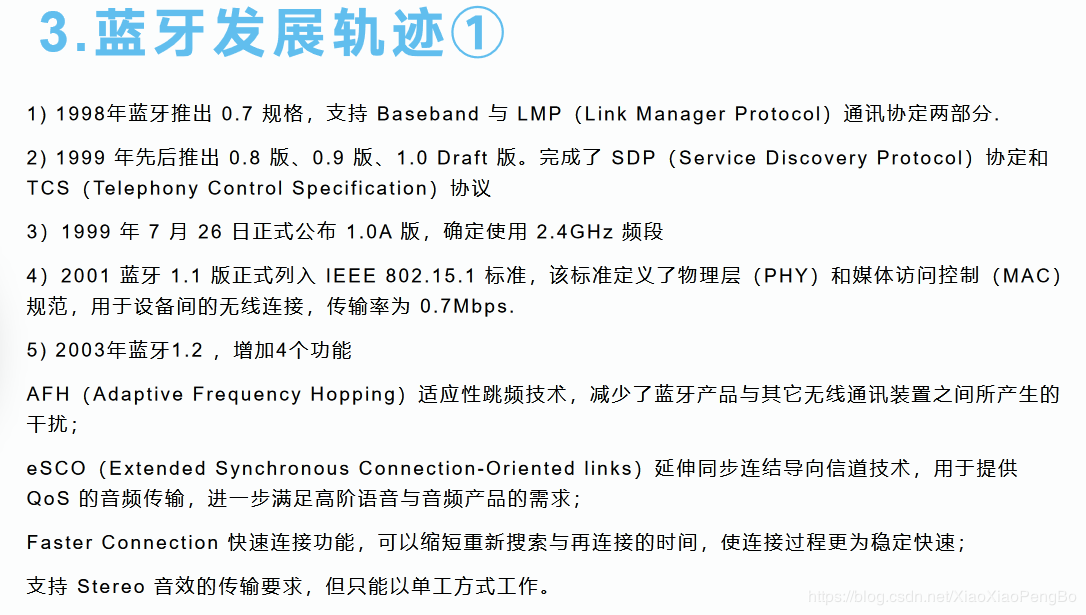 3.蓝牙发展轨迹①
1) 1998年蓝牙推出 0.7 规格，支持 Baseband 与 LMP（Link Manager Protocol）通讯协定两部分.
2) 1999 年先后推出 0.8 版、0.9 版、1.0 Draft 版。完成了 SDP（Service Discovery Protocol）协定和
TCS（Telephony Control Specification）协议
3）1999 年 7 月 26 日正式公布 1.0A 版，确定使用 2.4GHz 频段
4）2001 蓝牙 1.1 版正式列入 IEEE 802.15.1 标准，该标准定义了物理层（PHY）和媒体访问控制（MAC）
规范，用于设备间的无线连接，传输率为 0.7Mbps.
5) 2003年蓝牙1.2 ，增加4个功能
AFH（Adaptive Frequency Hopping）适应性跳频技术，减少了蓝牙产品与其它无线通讯装置之间所产生的
干扰；
eSCO（Extended Synchronous Connection-Oriented links）延伸同步连结导向信道技术，用于提供
QoS 的音频传输，进一步满足高阶语音与音频产品的需求；
Faster Connection 快速连接功能，可以缩短重新搜索与再连接的时间，使连接过程更为稳定快速；
支持 Stereo 音效的传输要求，但只能以单工方式工作。
https://blog.csdn.net/XiaoXiaoPengBo